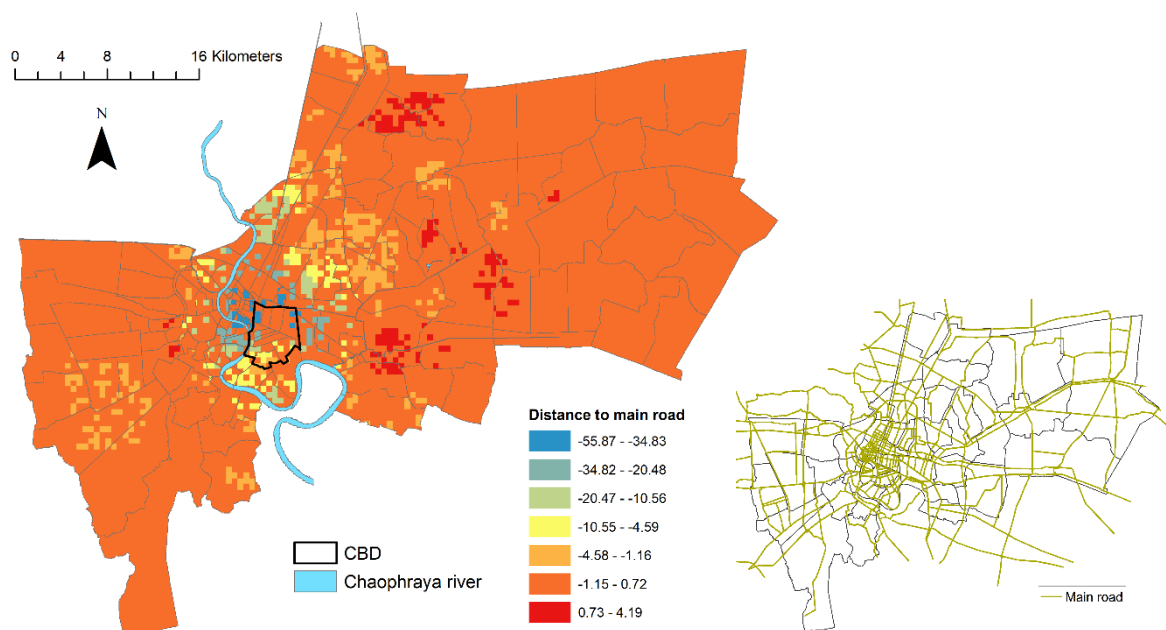 0 4 8 16 Kilometers
N
Distance to main road
-55.87 - -34.83
-34.82 - -20.48
-20.47 - -10.56
-10.55 - -4.59
-4.58 - -1.16
-1.15 - 0.72
0.73 - 4.19
CBD
Chaophraya river
Main road